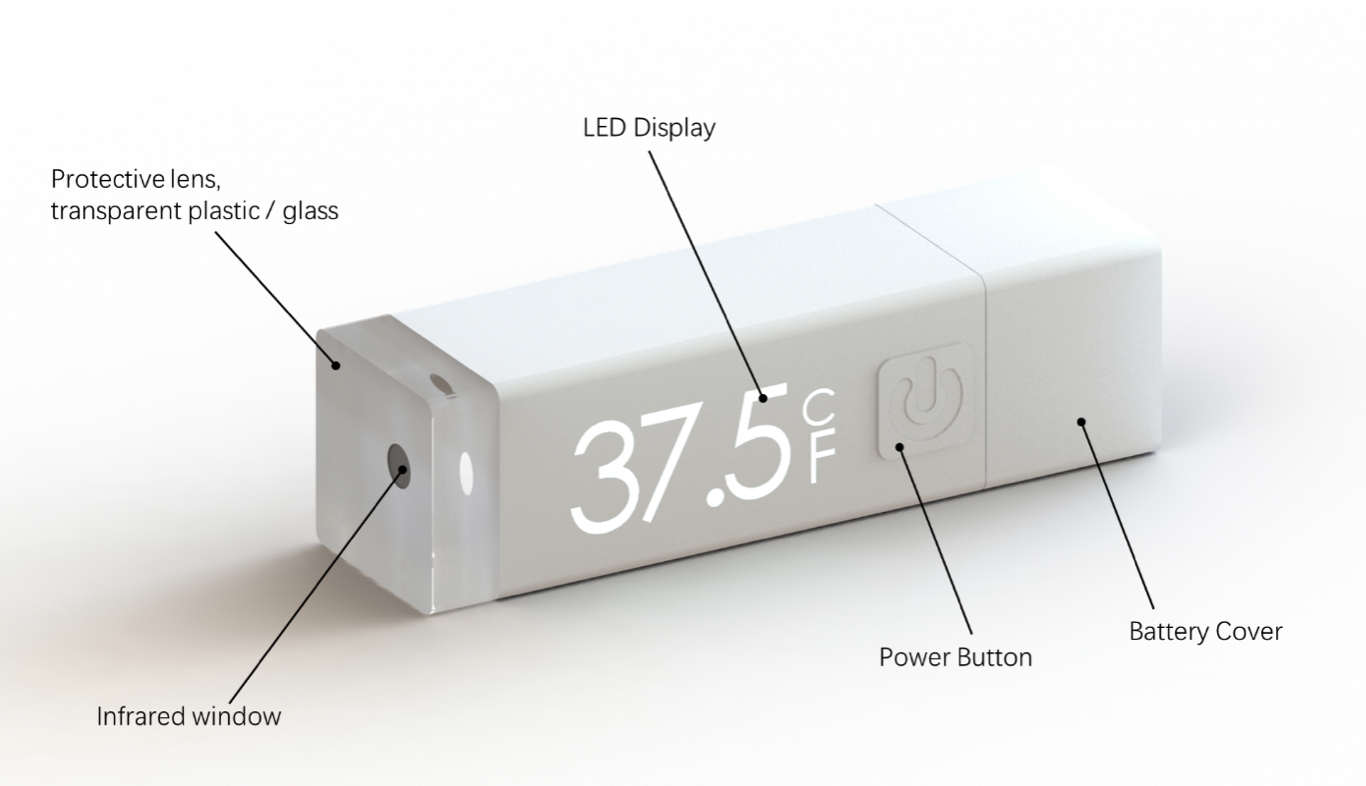 LED Display
Protective lens,
transparent plastic / glass
37.5
C
F
Power Button
Battery Cover
Infrared window